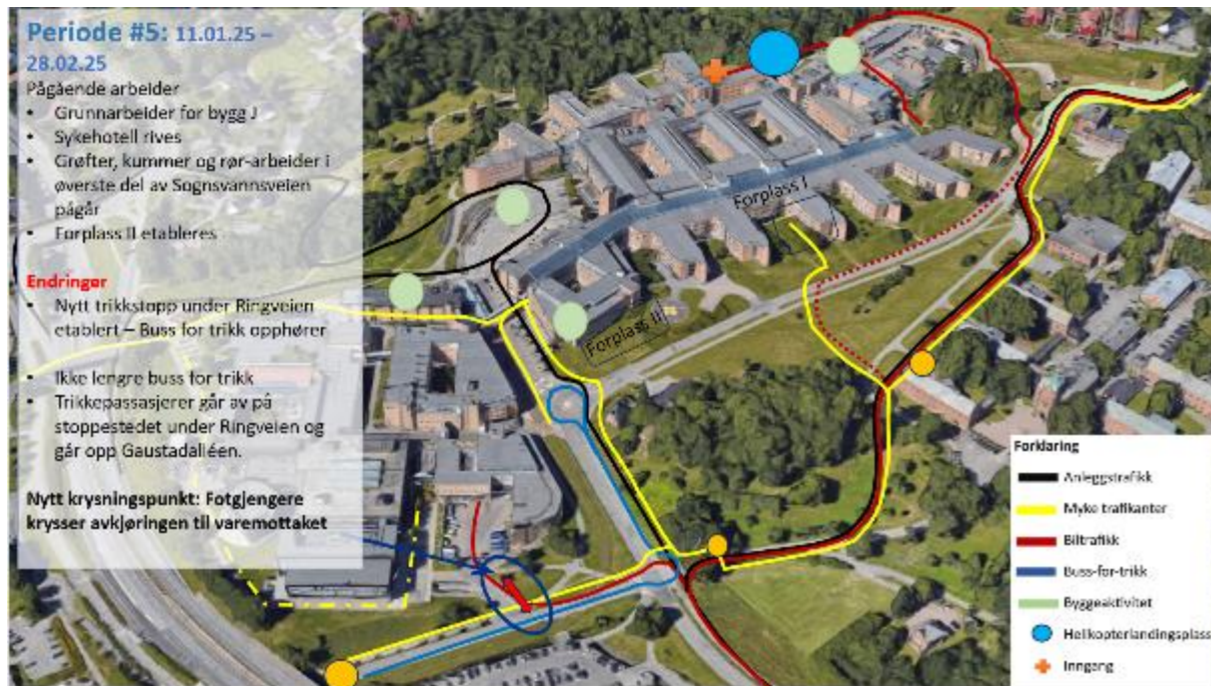 Periode #5: 11.01.25 –
28.02.25
Pågående arbeider
• Grunnarbeider for bygg J
• Sykehotell rives
• Grøfter, kummer og rør-arbeider i
øverste del av Sognsvannsveien
pågår
• Forplass II etableres
Endringer
• Nytt trikkstopp under Ringveien
etablert – Buss for trikk opphører
• Ikke lengre buss for trikk
• Trikkepassasjerer går av på
stoppestedet under Ringveien og
går opp Gaustadalléen.
Nytt krysningspunkt: Fotgjengere
krysser avkjøringen til varemottaket
Forplass I
Forplass II
Forklaring
Anleggstrafikk
Myke trafikanter
Biltrafikk
Buss-for-trikk
Byggeaktivitet
Helikopterlandingsplass
Inngang